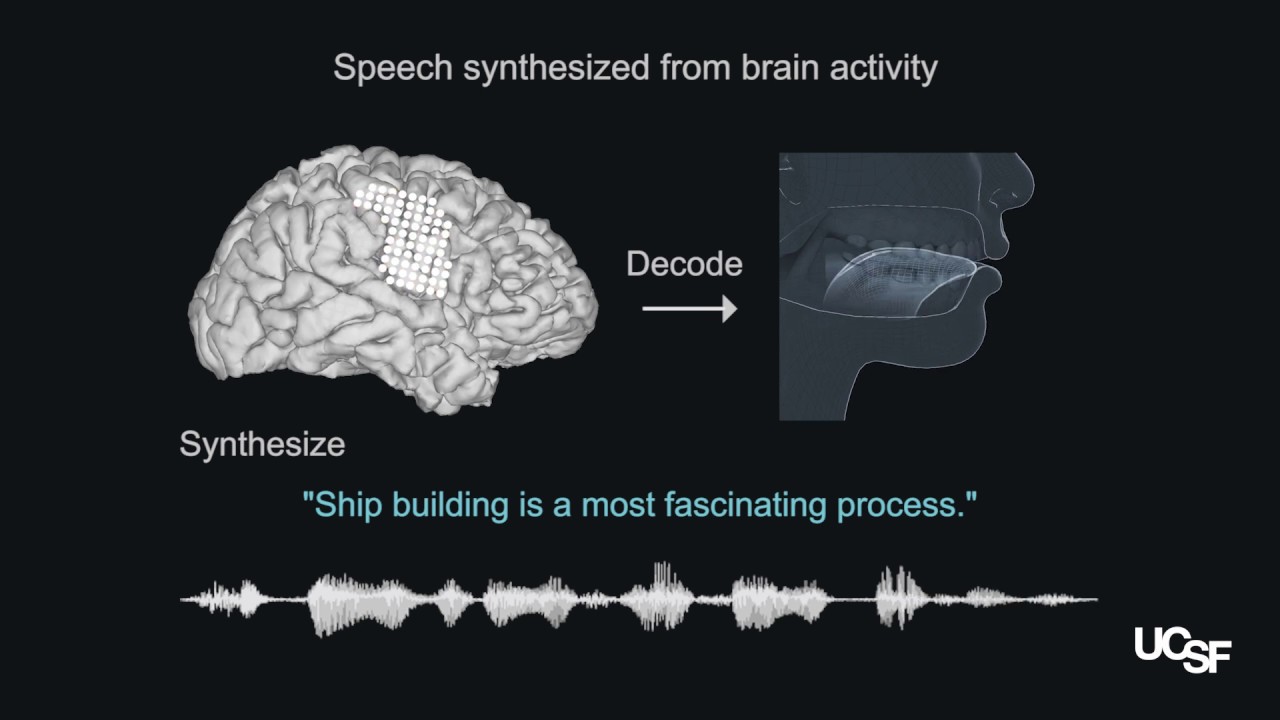 Speech synthesized from brain activity
Decode
Synthesize
"Ship building is a most fascinating process."
UCSF